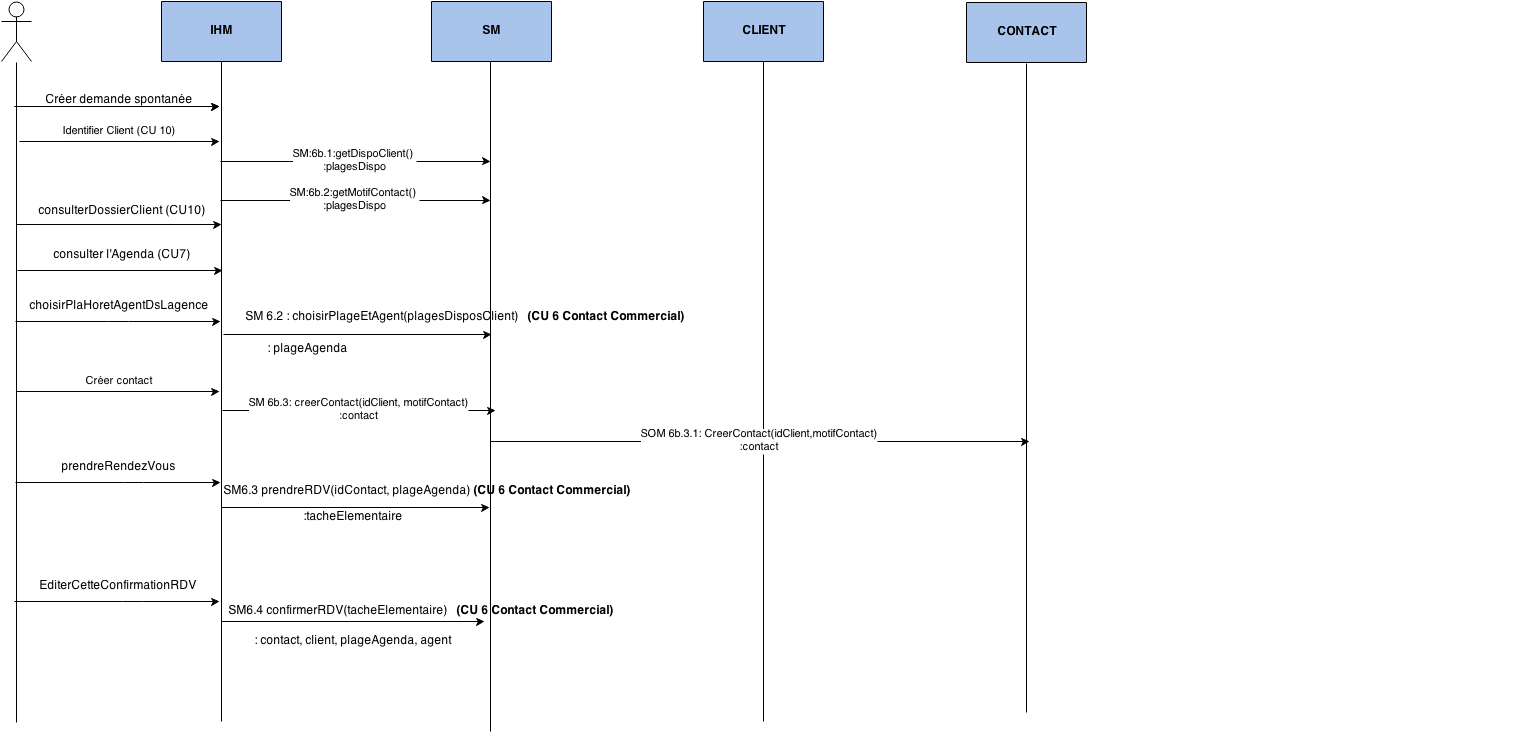 IHM
SM
CLIENT
CONTACT
Créer demande spontanée
Identifier Client (CU 10)
SM:6b.1:getDispoClient()
:plagesDispo
SM:6b.2:getMotifContact()
:plagesDispo
consulterDossierClient (CU10)
consulter l'Agenda (CU7)
choisirPlaHoretAgentDsLagence
SM 6.2 : choisirPlageEtAgent(plagesDisposClient) (CU 6 Contact Commercial)
: plageAgenda
Créer contact
SM 6b.3: creerContact(idClient, motifContact)
:contact
SOM 6b.3.1: CreerContact(idClient,motifContact)
:contact
prendreRendezVous
SM6.3 prendreRDV(idContact, plageAgenda) (CU 6 Contact Commercial)
:tacheElementaire
EditerCetteConfirmationRDV
SM6.4 confirmerRDV(tacheElementaire) (CU 6 Contact Commercial)
: contact, client, plageAgenda, agent